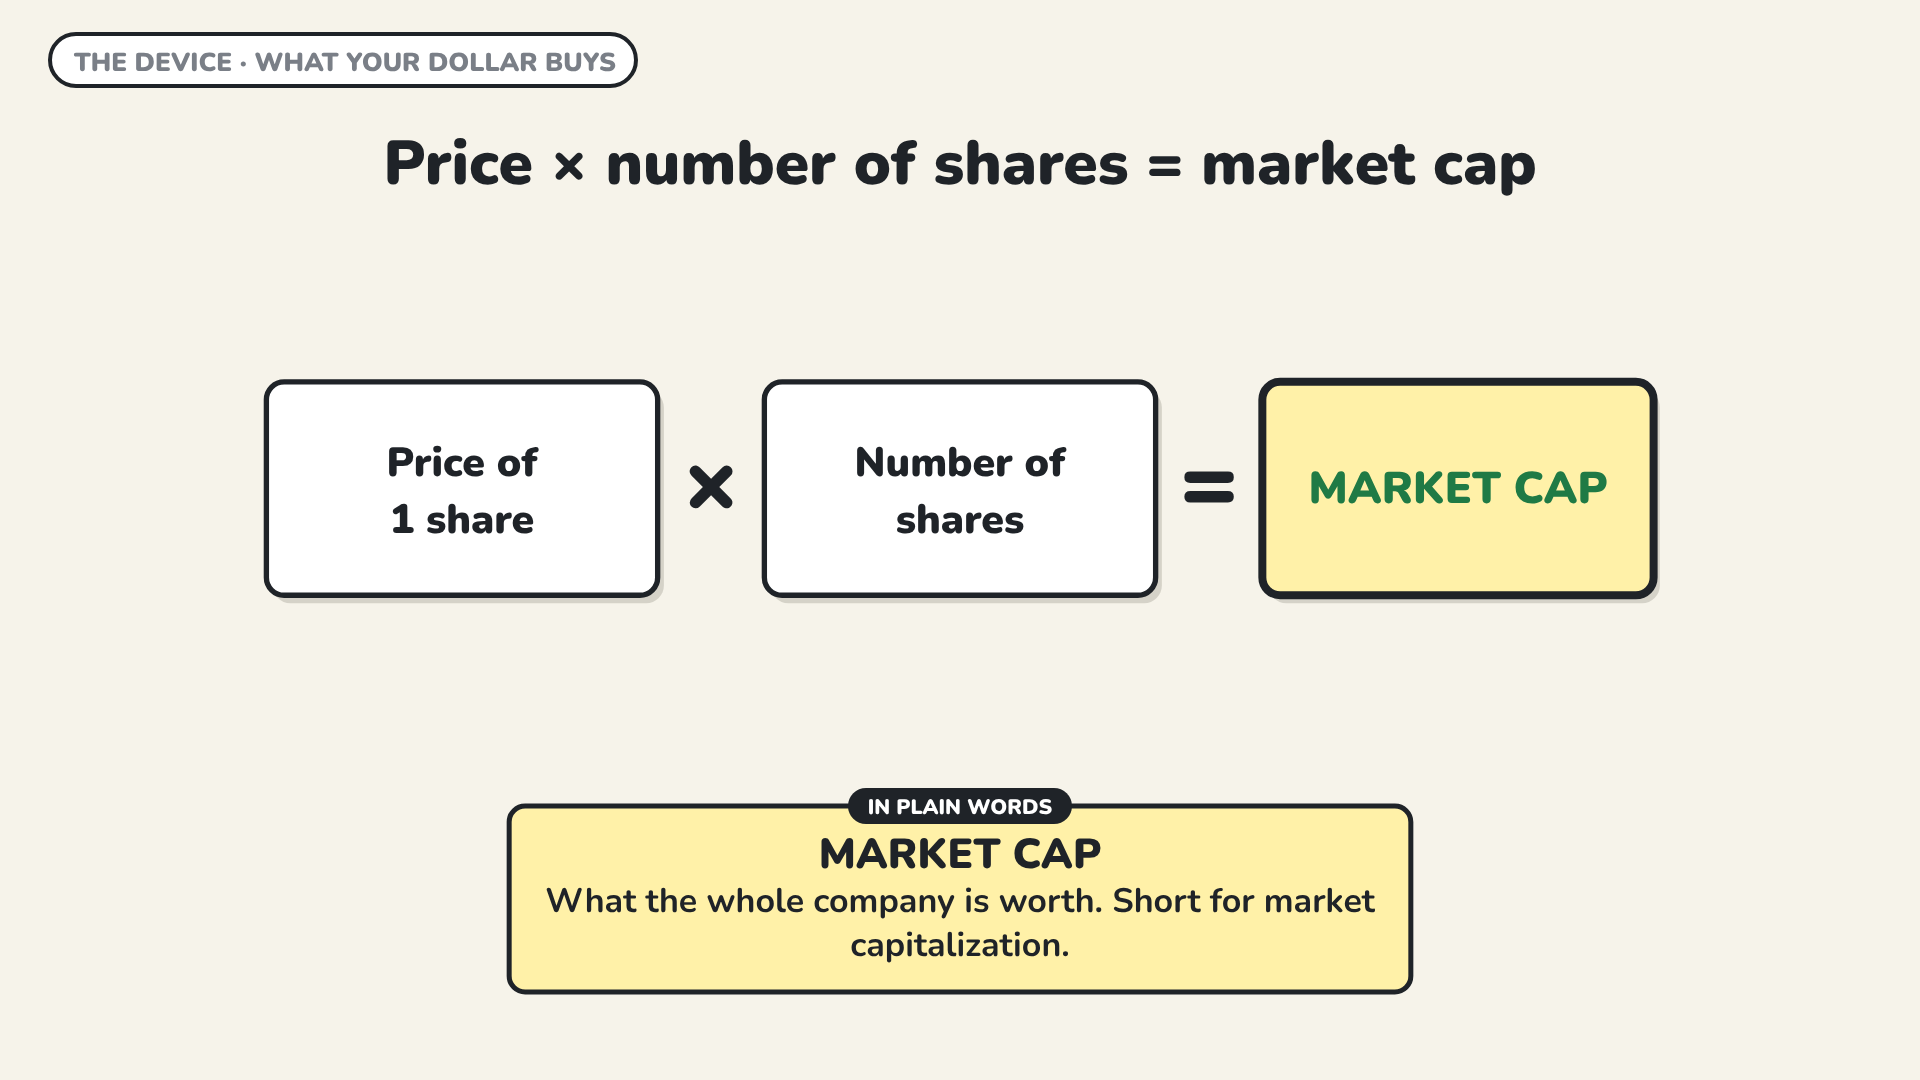 THE DEVICE · WHAT YOUR DOLLAR BUYS
Price × number of shares = market cap
Price of
1 share
×
Number of
shares
=
MARKET CAP
IN PLAIN WORDS
MARKET CAP
What the whole company is worth. Short for market
capitalization.